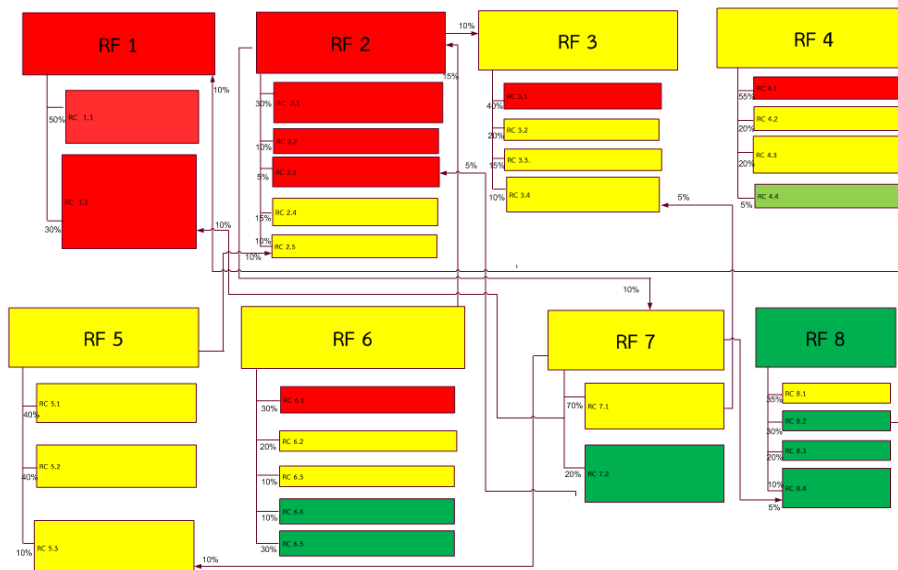 RF 1
10%
50%
RC 1.1
RC 1.2
30%
10%
RF 2
10%
15%
30%
RC 2.1
10%
RC 2.2
5%
RC 2.3
5%
15%
RC 2.4
10%
RC 2.5
10%
RF 3
40%
RC 3.1
20%
RC 3.2
15%
RC 3.3.
10%
RC 3.4
5%
RF 4
55%
RC 4.1
20%
RC 4.2
20%
RC 4.3
5%
RC 4.4
RF 5
40%
RC 5.1
40%
RC 5.2
10%
RC 5.3
10%
RF 6
30%
RC 6.1
20%
RC 6.2
10%
RC 6.3
10%
RC 6.4
30%
RC 6.5
10%
RF 7
70%
RC 7.1
20%
RC 7.2
RF 8
35%
RC 8.1
30%
RC 8.2
20%
RC 8.3
10%
RC 8.4
5%